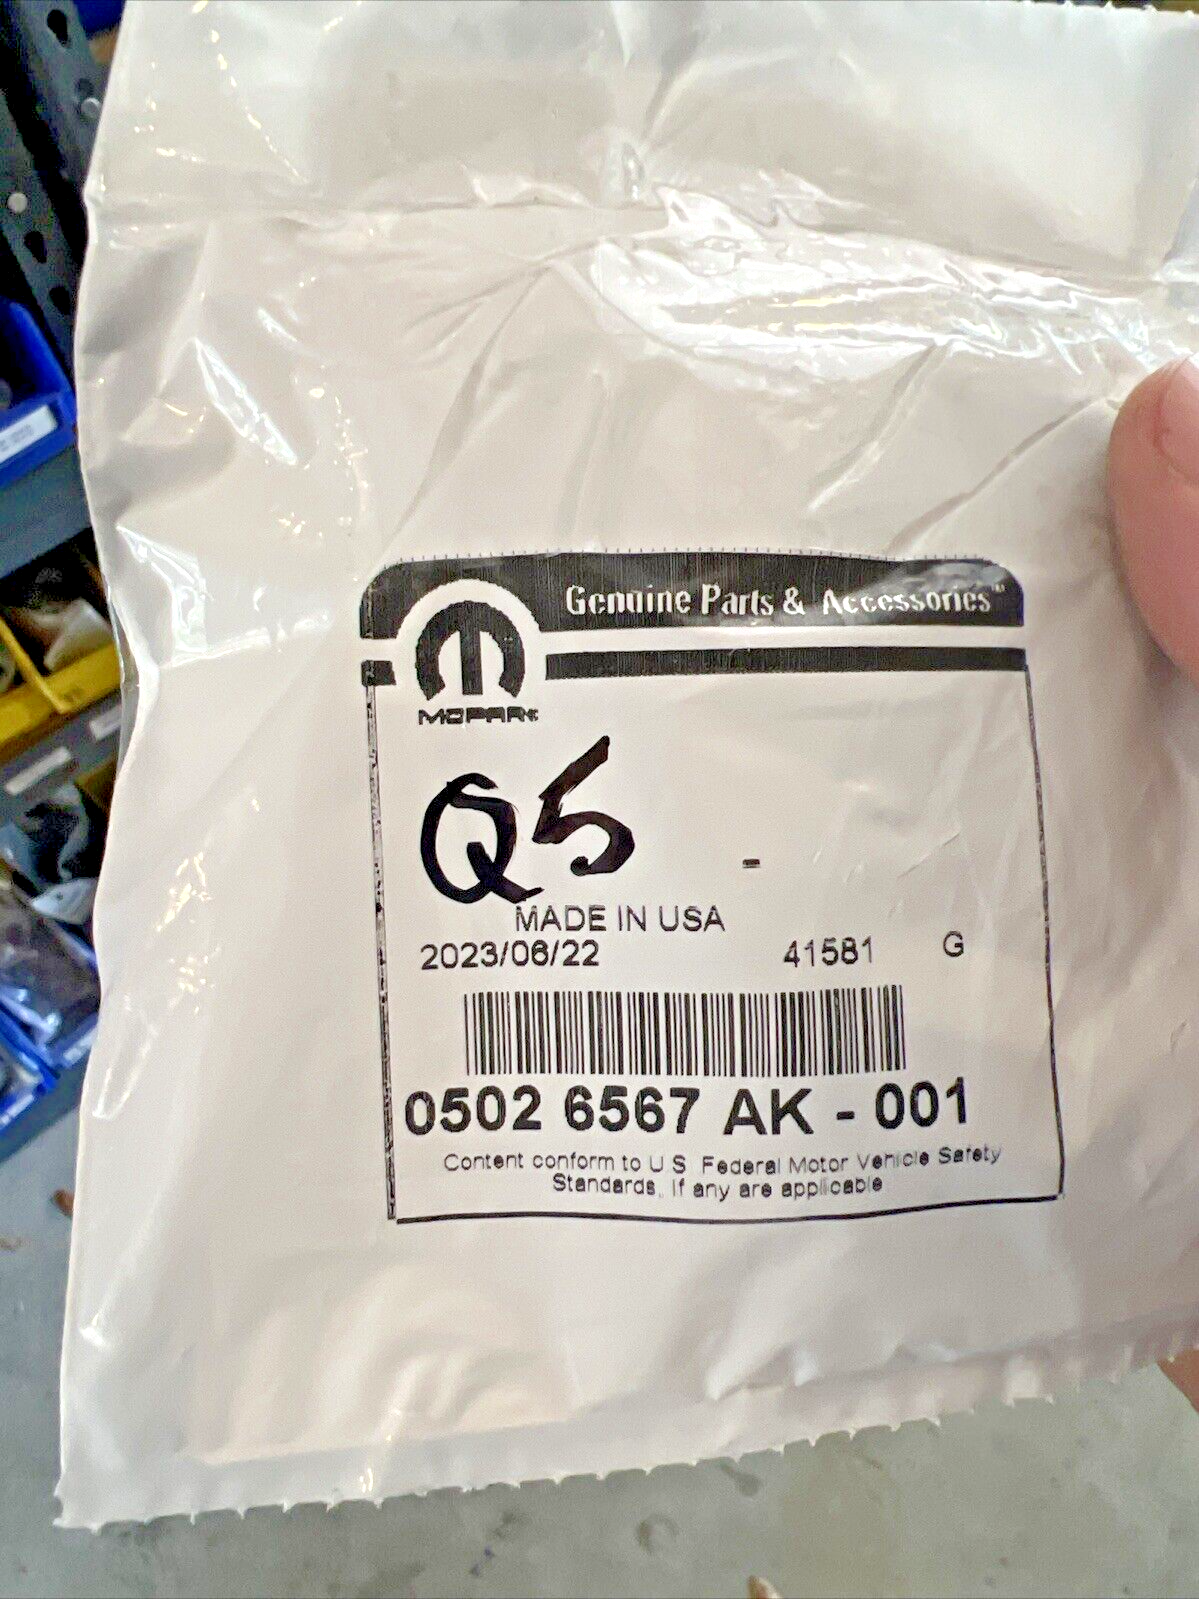 Genuine Parts & Accessories™
MOPAR®
Q5
-
MADE IN USA
2023/06/22 41581 G
0502 6567 AK - 001
Content conform to U S Federal Motor Vehicle Safety
Standards, If any are applicable